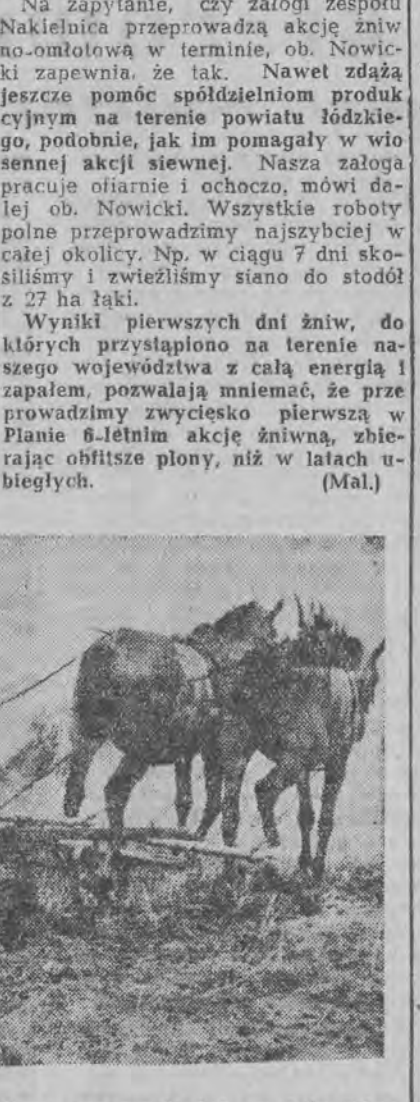 Na zapytanie, czy załogi zespołu
Nakielnica przeprowadzą akcję żniw
no-omłotową w terminie, ob. Nowic-
ki zapewnia, że tak. Nawet zdążą
jeszcze pomóc spółdzielniom produk
cyjnym na terenie powiatu łódzkie-
go, podobnie, jak im pomagały w wio
sennej akcji siewnej. Nasza załoga
pracuje ofiarnie i ochoczo, mówi da-
lej ob. Nowicki. Wszystkie roboty
polne przeprowadzimy najszybciej w
całej okolicy. Np. w ciągu 7 dni sko-
siliśmy i zwieźliśmy siano do stodół
z 27 ha łąki.
Wyniki pierwszych dni żniw, do
których przystąpiono na terenie na-
szego województwa z całą energią i
zapałem, pozwalają mniemać, że prze
prowadzimy zwycięsko pierwszą w
Planie 6-letnim akcję żniwną, zbie-
rając obfitsze plony, niż w latach u-
biegłych. (Mal.)